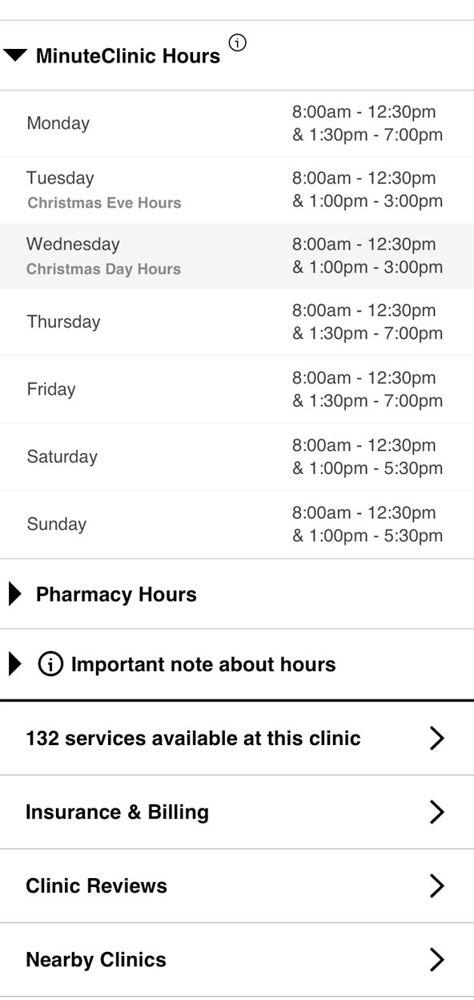 MinuteClinic Hours
Monday
8:00am - 12:30pm
& 1:30pm - 7:00pm
Tuesday
Christmas Eve Hours
8:00am - 12:30pm
& 1:00pm - 3:00pm
Wednesday
Christmas Day Hours
8:00am - 12:30pm
& 1:00pm - 3:00pm
Thursday
8:00am - 12:30pm
& 1:30pm - 7:00pm
Friday
8:00am - 12:30pm
& 1:30pm - 7:00pm
Saturday
8:00am - 12:30pm
& 1:00pm - 5:30pm
Sunday
8:00am - 12:30pm
& 1:00pm - 5:30pm
Pharmacy Hours
Important note about hours
132 services available at this clinic
Insurance & Billing
Clinic Reviews
Nearby Clinics